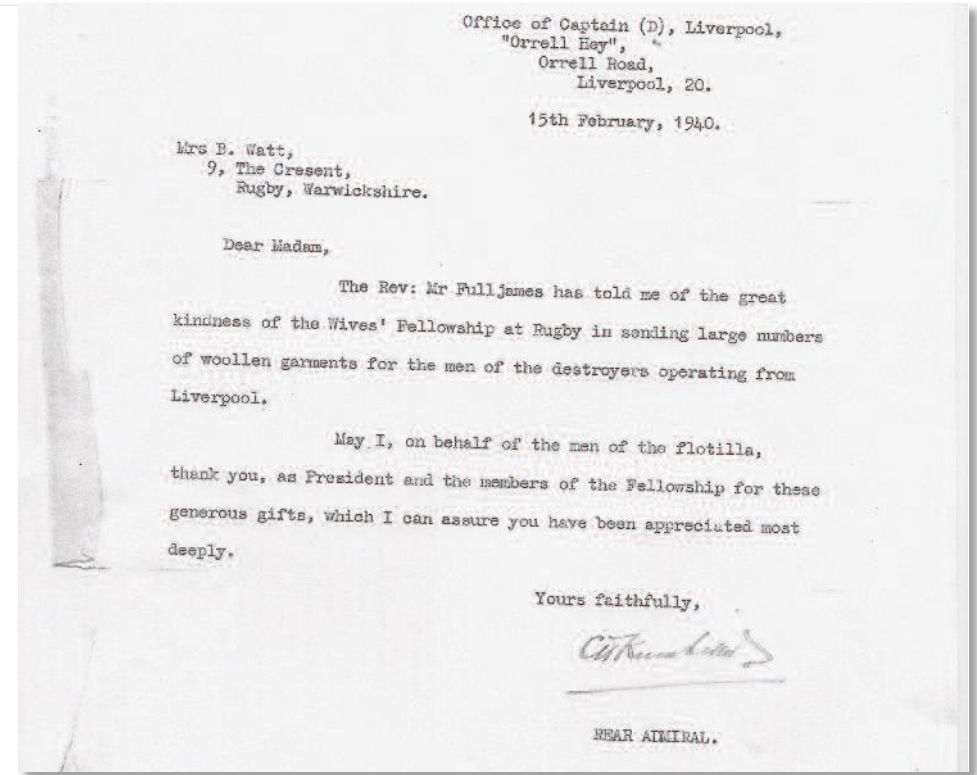 Office of Captain (D), Liverpool,
"Orrell Hey",
Orrell Road,
Liverpool, 20.
15th February, 1940.
Mrs B. Watt,
9, The Cresent,
Rugby, Warwickshire.
Dear Madam,
The Rev: Mr Fulljames has told me of the great
kindness of the Wives' Fellowship at Rugby in sending large numbers
of woollen garments for the men of the destroyers operating from
Liverpool.
May I, on behalf of the men of the flotilla,
thank you, as President and the members of the Fellowship for these
generous gifts, which I can assure you have been appreciated most
deeply.
Yours faithfully,
REAR ADMIRAL.